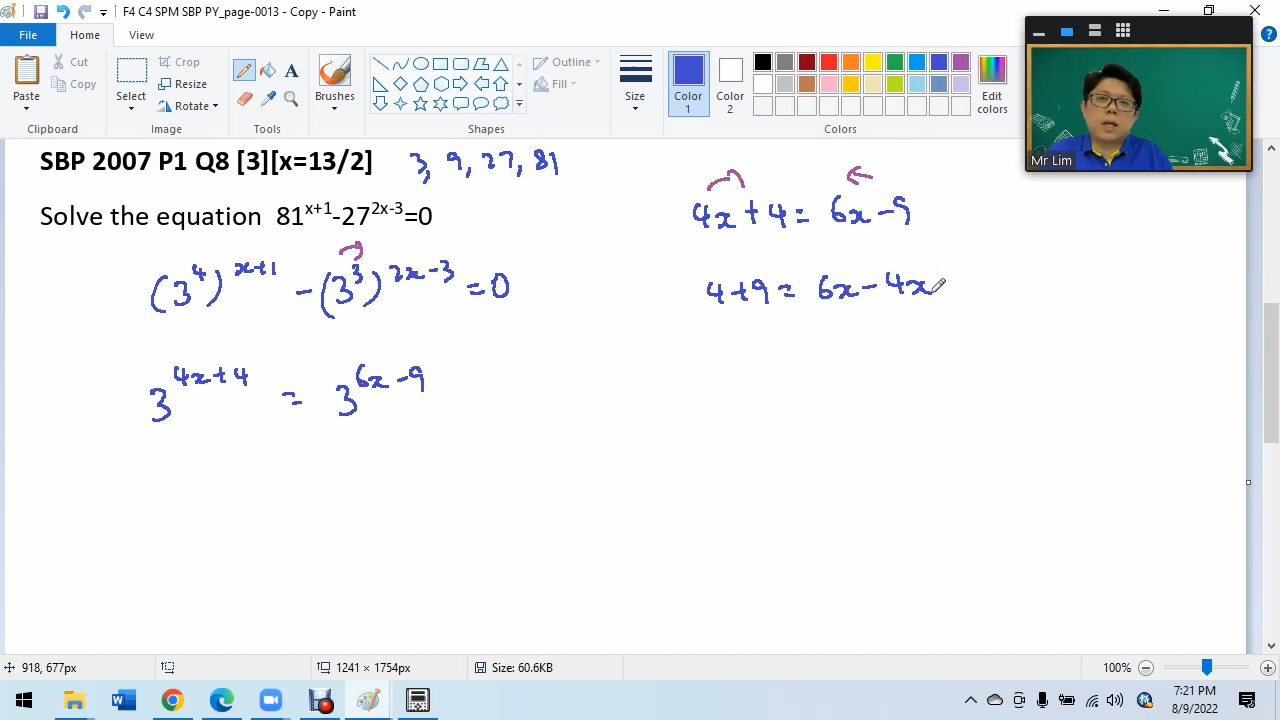 F4 C4 SPM SBP PY_page-0013 - Copy - Paint
File Home View
Paste Cut Copy Clipboard
Select Crop Resize Rotate Image
Tools
Brushes
Outline Fill Shapes
Size
Color 1 Color 2 Edit colors Colors
Mr Lim
SBP 2007 P1 Q8 [3][x=13/2] 3, 9, 27, 81
Solve the equation 81^{x+1}-27^{2x-3}=0
(3^4)^{x+1} - (3^3)^{2x-3} = 0
3^{4x+4} = 3^{6x-9}
4x + 4 = 6x - 9
4 + 9 = 6x - 4x
918, 677px 1241 × 1754px Size: 60.6KB 100%
7:21 PM
8/9/2022